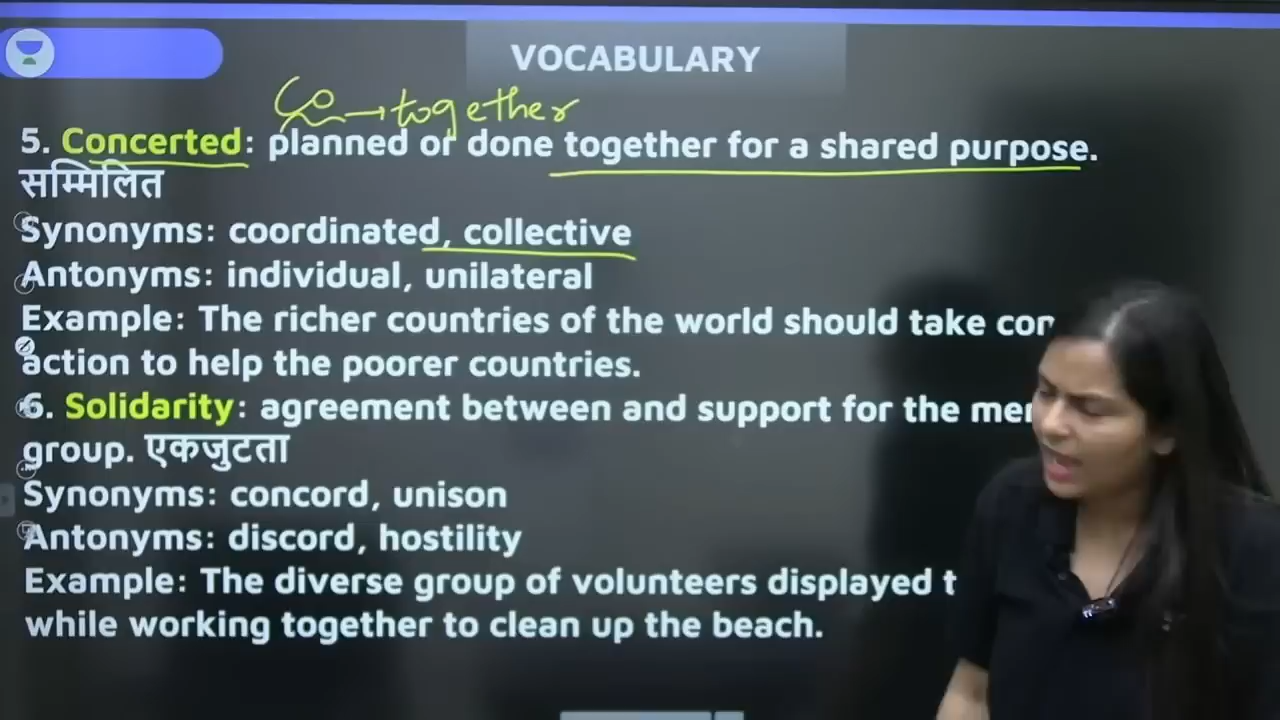 VOCABULARY
Co → together
5. Concerted: planned or done together for a shared purpose.
सम्मिलित
Synonyms: coordinated, collective
Antonyms: individual, unilateral
Example: The richer countries of the world should take
action to help the poorer countries.
6. Solidarity: agreement between and support for the
group. एकजुटता
Synonyms: concord, unison
Antonyms: discord, hostility
Example: The diverse group of volunteers displayed
while working together to clean up the beach.